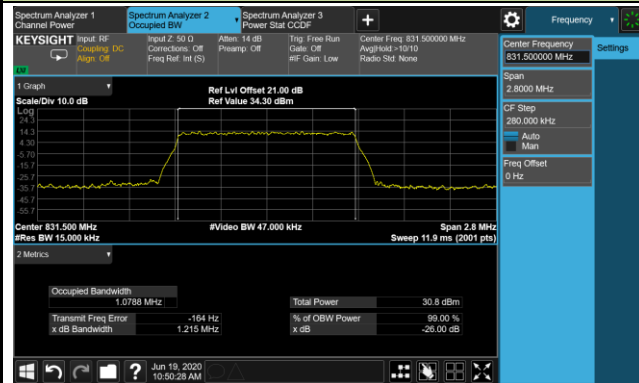 Spectrum Analyzer 1
Channel Power
Spectrum Analyzer 2
Occupied BW
Spectrum Analyzer 3
Power Stat CCDF
Frequency
KEYSIGHT
Input: RF
Coupling: DC
Align: Off
Input Z: 50 Ω
Corrections: Off
Freq Ref: Int (S)
Atten: 14 dB
Preamp: Off
Trig: Free Run
Gate: Off
#IF Gain: Low
Center Freq: 831.500000 MHz
Avg|Hold:>10/10
Radio Std: None
Center Frequency
831.500000 MHz
Settings
Span
2.8000 MHz
CF Step
280.000 kHz
Auto
Man
Freq Offset
0 Hz
1 Graph
Scale/Div 10.0 dB
Ref Lvl Offset 21.00 dB
Ref Value 34.30 dBm
Log
24.3
14.3
4.30
-5.70
-15.7
-25.7
-35.7
-45.7
-55.7
Center 831.500 MHz
#Res BW 15.000 kHz
#Video BW 47.000 kHz
Span 2.8 MHz
Sweep 11.9 ms (2001 pts)
2 Metrics
Occupied Bandwidth
1.0788 MHz
Total Power 30.8 dBm
Transmit Freq Error -164 Hz
% of OBW Power 99.00 %
x dB Bandwidth 1.215 MHz
x dB -26.00 dB
Jun 19, 2020
10:50:28 AM